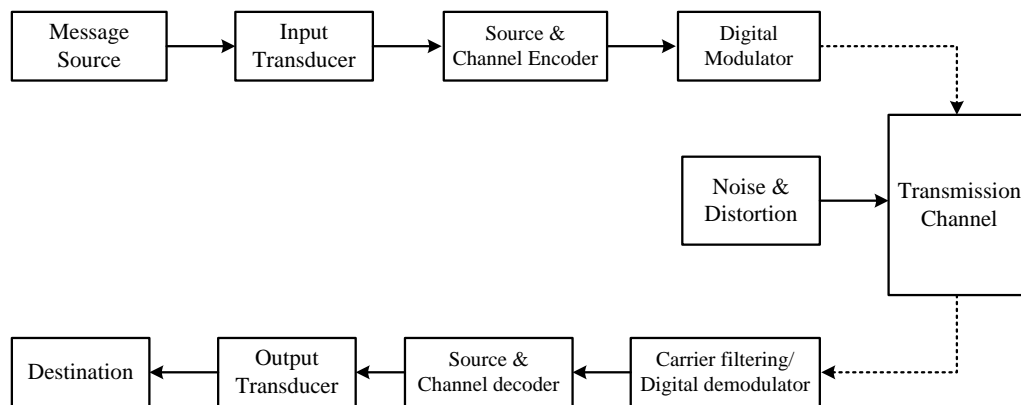 Message
Source
Input
Transducer
Source &
Channel Encoder
Digital
Modulator
Noise &
Distortion
Transmission
Channel
Destination
Output
Transducer
Source &
Channel decoder
Carrier filtering/
Digital demodulator